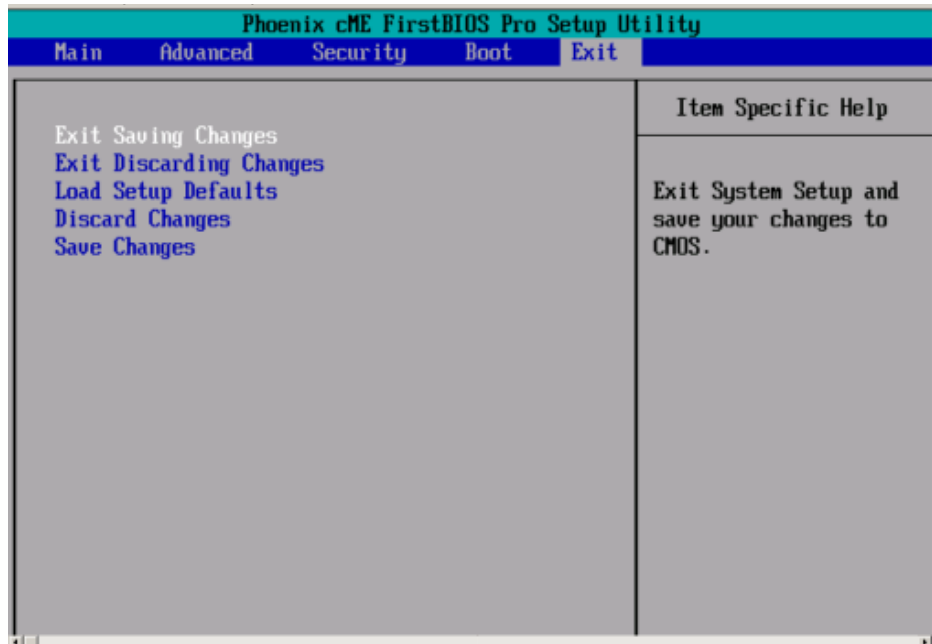 Phoenix cME FirstBIOS Pro Setup Utility
Main Advanced Security Boot Exit
Exit Saving Changes
Exit Discarding Changes
Load Setup Defaults
Discard Changes
Save Changes
Item Specific Help
Exit System Setup and
save your changes to
CMOS.